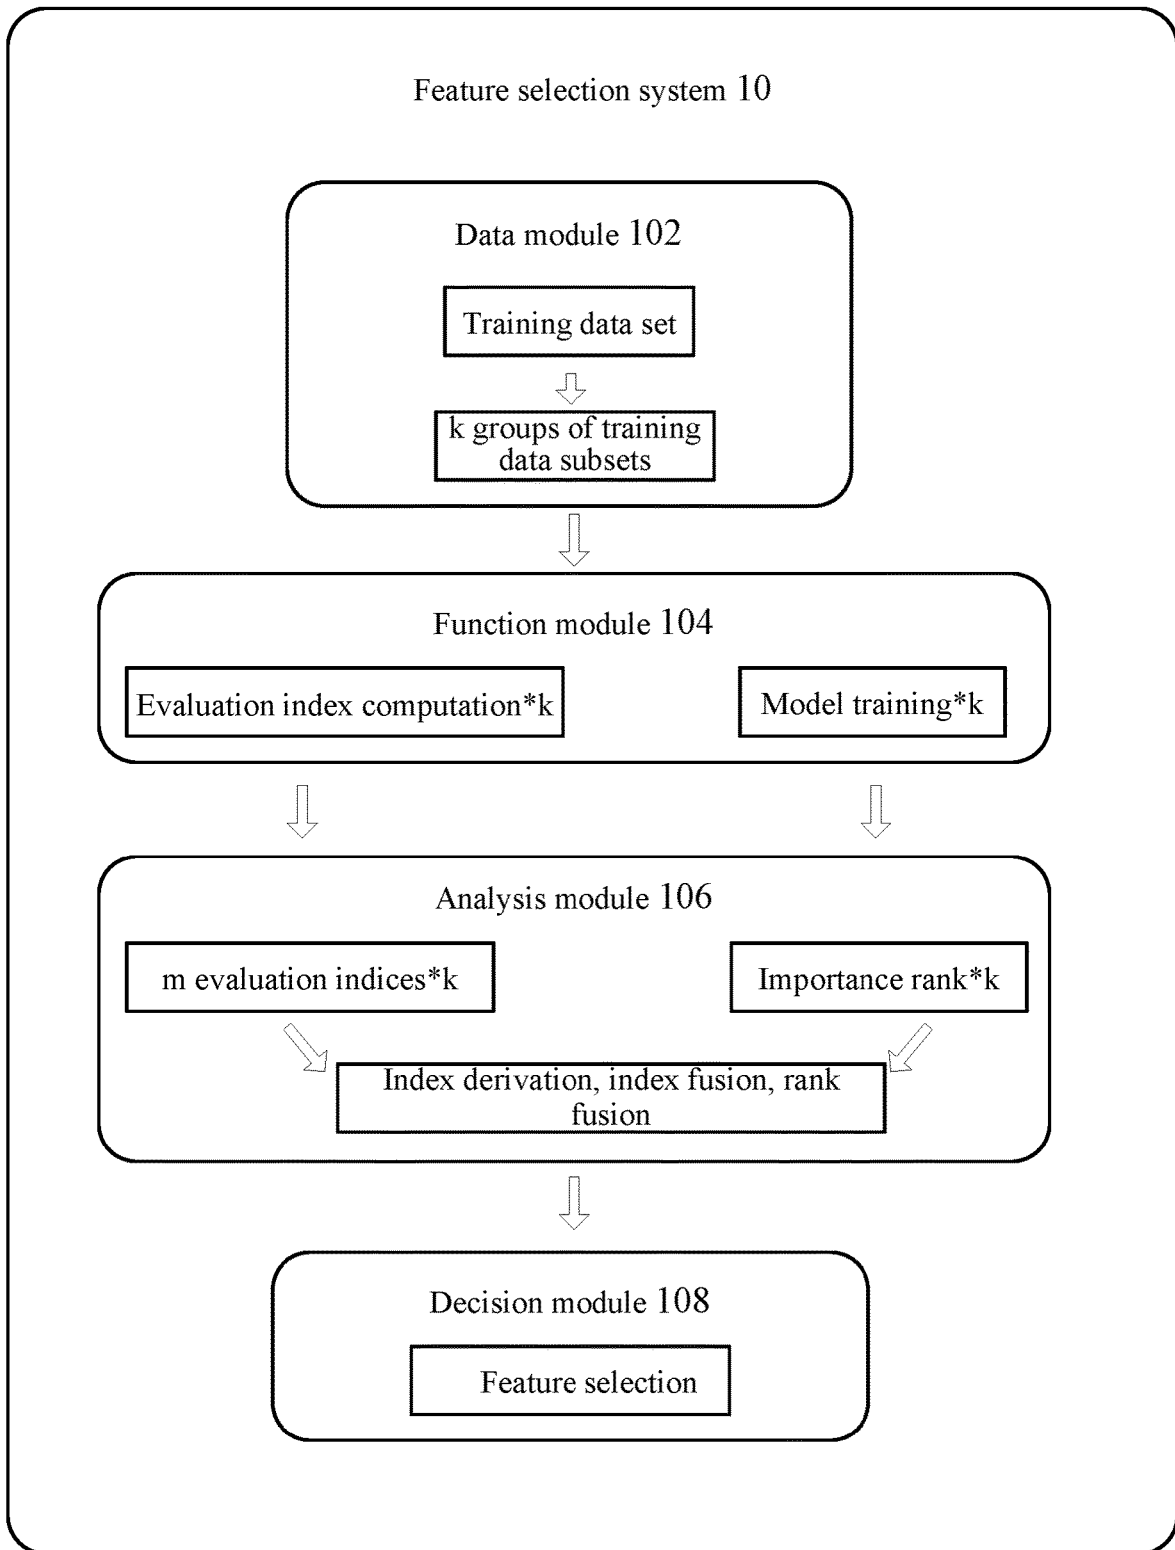 Feature selection system 10
Data module 102
Training data set
k groups of training
data subsets
Function module 104
Evaluation index computation*k
Model training*k
Analysis module 106
m evaluation indices*k
Importance rank*k
Index derivation, index fusion, rank
fusion
Decision module 108
Feature selection